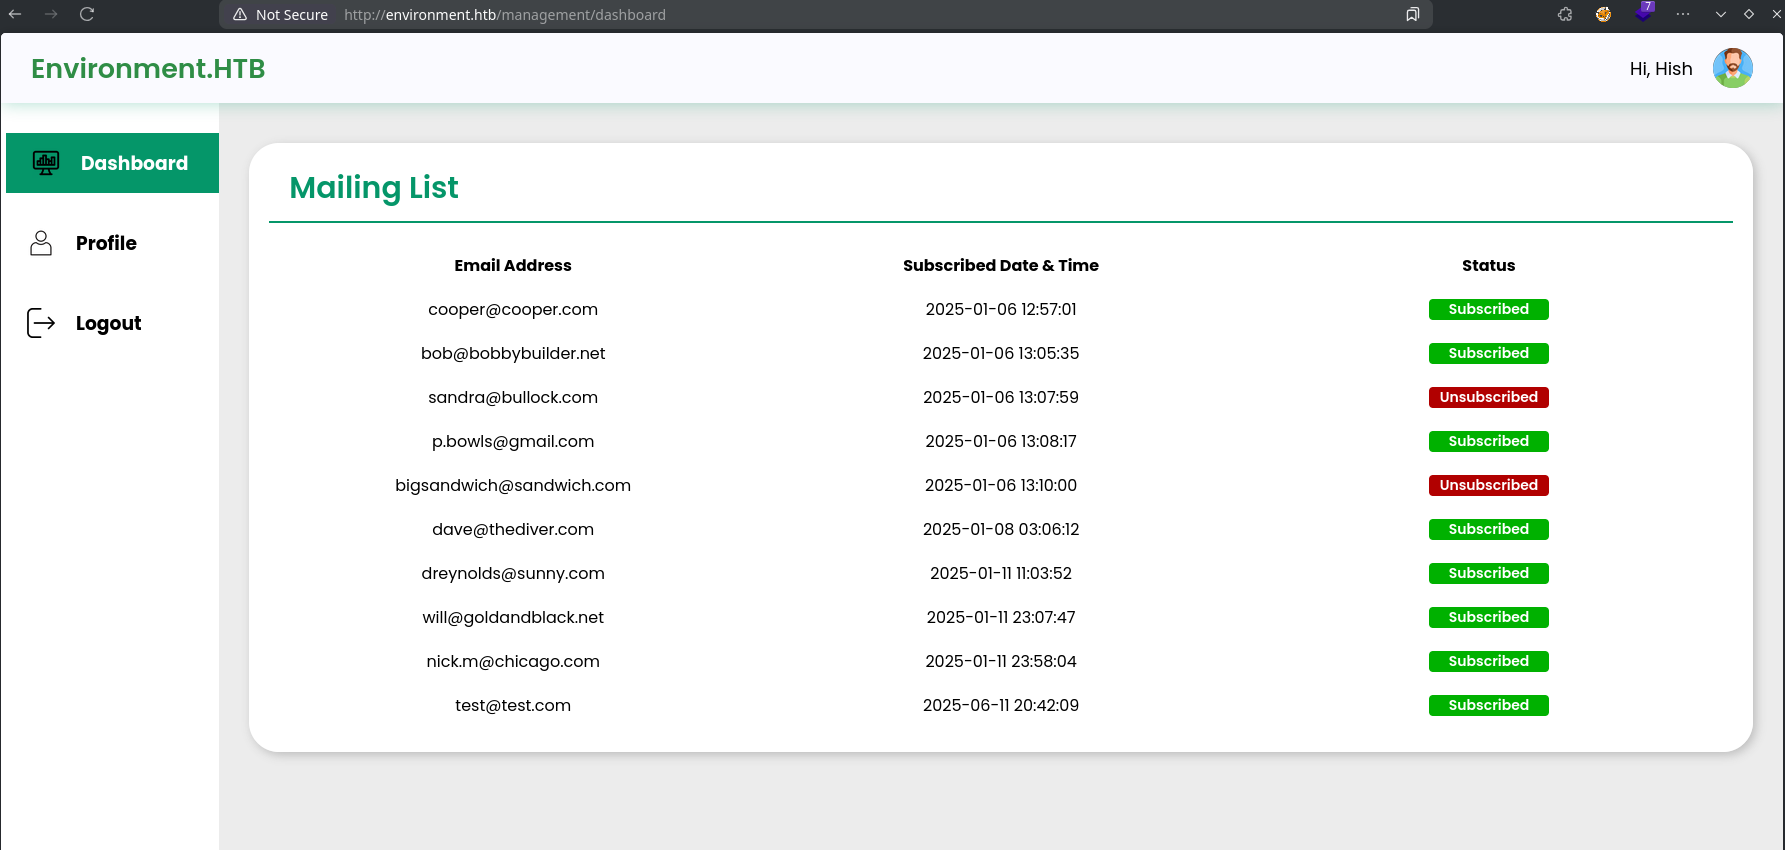 Not Secure http://environment.htb/management/dashboard 7
Environment.HTB
Hi, Hish
Dashboard
Profile
Logout
Mailing List
Email Address Subscribed Date & Time Status
cooper@cooper.com 2025-01-06 12:57:01 Subscribed
bob@bobbybuilder.net 2025-01-06 13:05:35 Subscribed
sandra@bullock.com 2025-01-06 13:07:59 Unsubscribed
p.bowls@gmail.com 2025-01-06 13:08:17 Subscribed
bigsandwich@sandwich.com 2025-01-06 13:10:00 Unsubscribed
dave@thediver.com 2025-01-08 03:06:12 Subscribed
dreynolds@sunny.com 2025-01-11 11:03:52 Subscribed
will@goldandblack.net 2025-01-11 23:07:47 Subscribed
nick.m@chicago.com 2025-01-11 23:58:04 Subscribed
test@test.com 2025-06-11 20:42:09 Subscribed